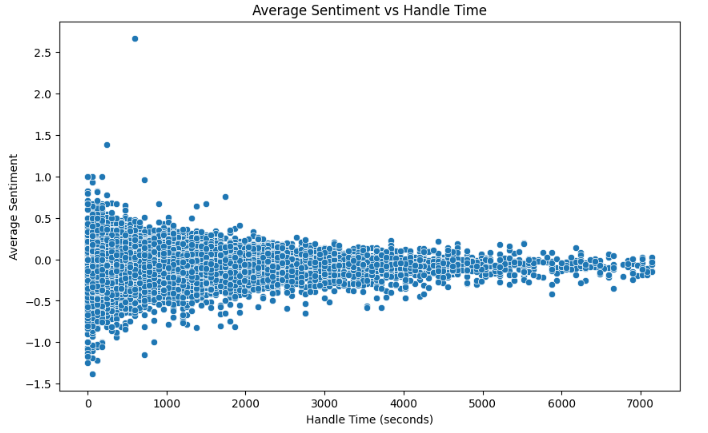 Average Sentiment vs Handle Time
2.5
2.0
1.5
1.0
0.5
0.0
−0.5
−1.0
−1.5
Average Sentiment
0 1000 2000 3000 4000 5000 6000 7000
Handle Time (seconds)